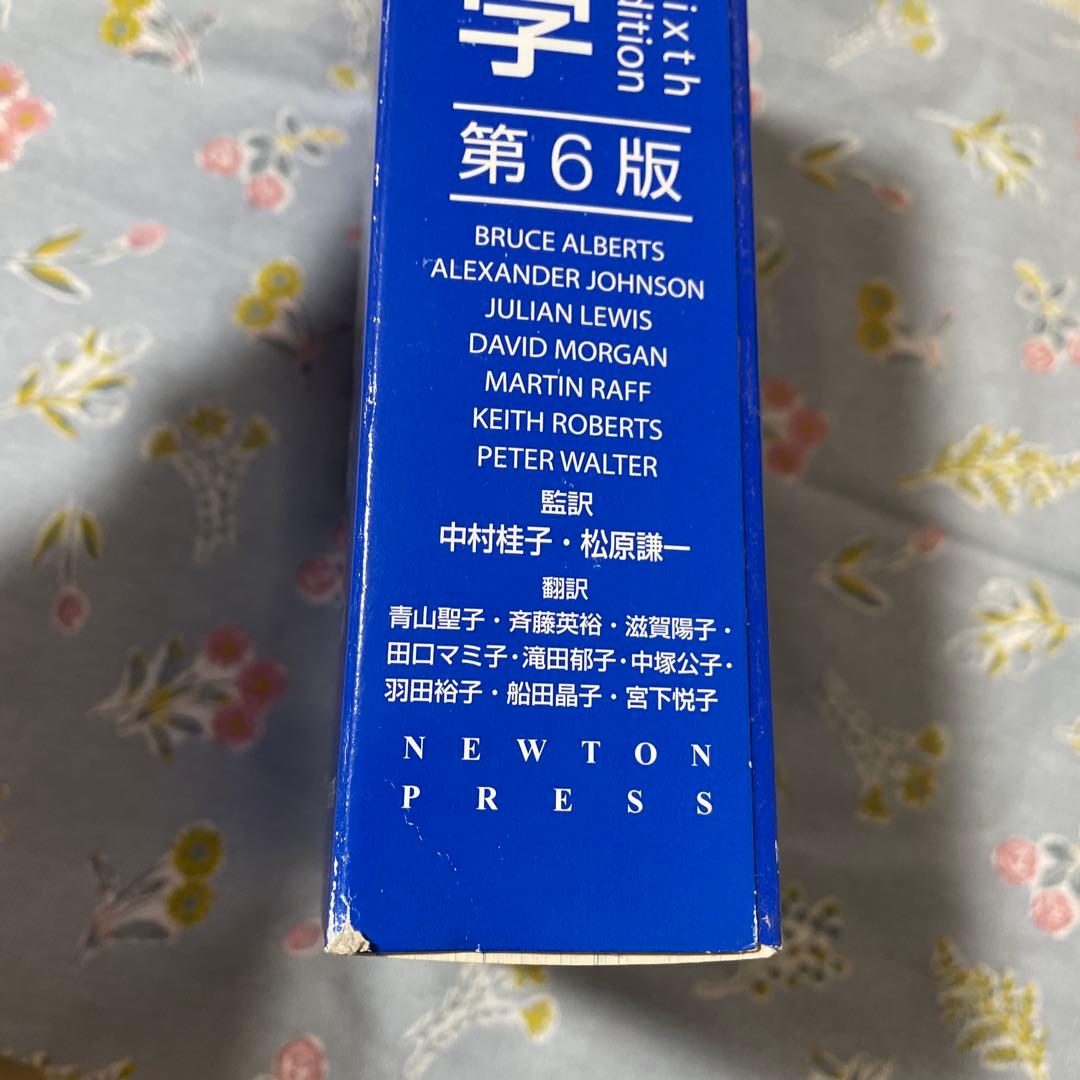 学
ixth
dition
第6版
BRUCE ALBERTS
ALEXANDER JOHNSON
JULIAN LEWIS
DAVID MORGAN
MARTIN RAFF
KEITH ROBERTS
PETER WALTER
監訳
中村桂子・松原謙一
翻訳
青山聖子・斉藤英裕・滋賀陽子・
田口マミ子・滝田郁子・中塚公子・
羽田裕子・船田晶子・宮下悦子
NEWTON
PRESS